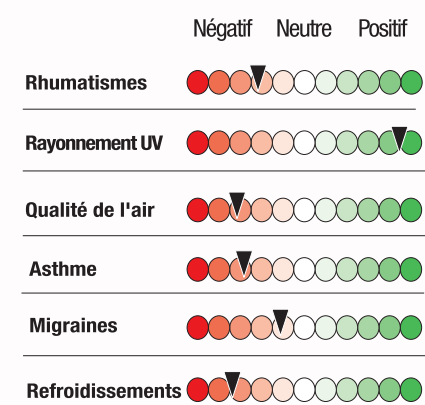 Négatif Neutre Positif
Rhumatismes
Rayonnement UV
Qualité de l'air
Asthme
Migraines
Refroidissements